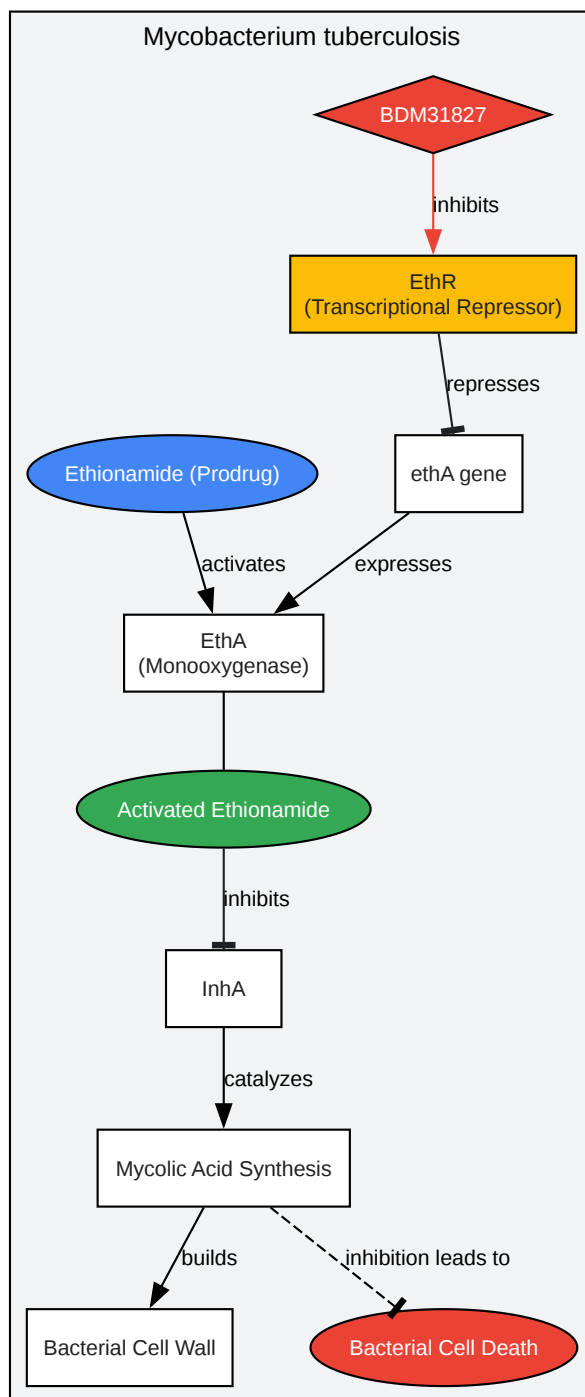 Mycobacterium tuberculosis
BDM31827
inhibits
EthR
(Transcriptional Repressor)
represses
Ethionamide (Prodrug)
ethA gene
activates
expresses
EthA
(Monooxygenase)
Activated Ethionamide
inhibits
InhA
catalyzes
Mycolic Acid Synthesis
builds
inhibition leads to
Bacterial Cell Wall
Bacterial Cell Death